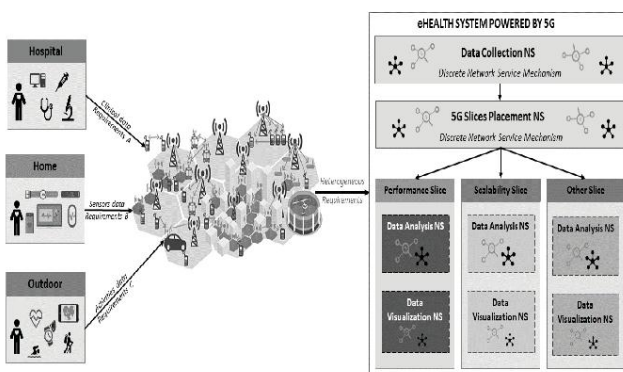 eHEALTH SYSTEM POWERED BY 5G
Hospital
Home
Outdoor
Clinical data
Requirements A
Sensors data
Requirements B
Activities data
Requirements C
Heterogeneous
Requirements
Data Collection NS
Discrete Network Service Mechanism
5G Slices Placement NS
Discrete Network Service Mechanism
Performance Slice
Scalability Slice
Other Slice
Data Analysis NS
Data Analysis NS
Data Analysis NS
Data
Visualization NS
Data
Visualization NS
Data
Visualization NS